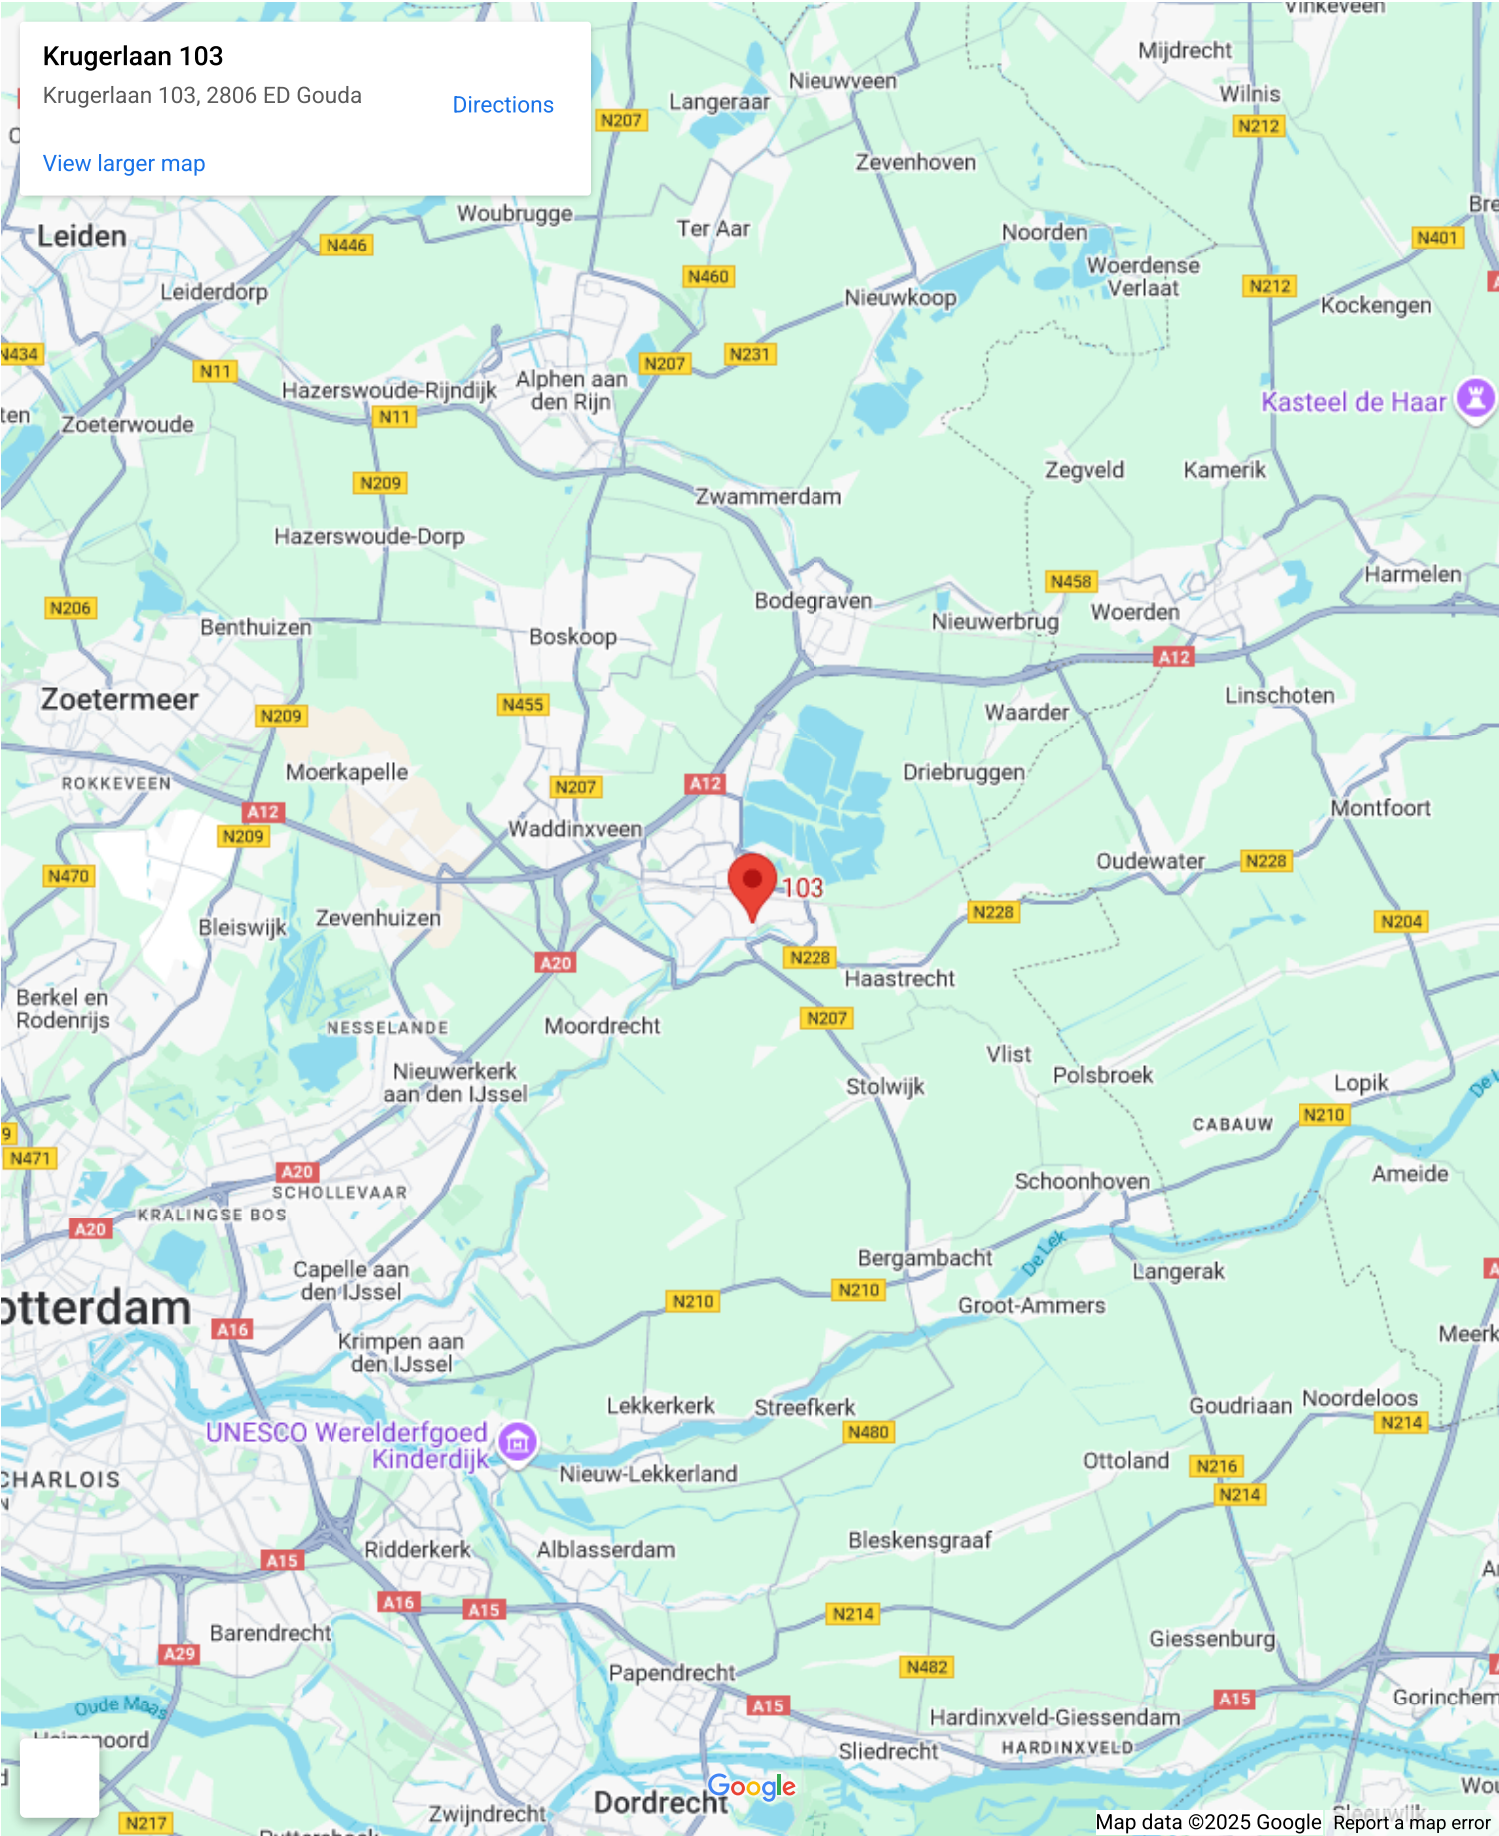 Krugerlaan 103
Krugerlaan 103, 2806 ED Gouda
Directions
View larger map
Vinkeveen
Mijdrecht
Nieuwveen
Langeraar
Wilnis
N207
N212
Zevenhoven
Woubrugge
Ter Aar
Noorden
Leiden
N446
N401
Woerdense
Verlaat
N460
N212
Leiderdorp
Nieuwkoop
Kockengen
N434
N207
N231
N11
Hazerswoude-Rijndijk
Alphen aan
den Rijn
Kasteel de Haar
N11
Zoeterwoude
Zegveld
Kamerik
N209
Zwammerdam
Hazerswoude-Dorp
Harmelen
N458
N206
Bodegraven
Nieuwerbrug
Woerden
Benthuizen
Boskoop
A12
Zoetermeer
Linschoten
N455
N209
Waarder
Moerkapelle
Driebruggen
ROKKEVEEN
N207
A12
A12
Montfoort
Waddinxveen
N209
Oudewater
N228
N470
103
Zevenhuizen
N228
N204
Bleiswijk
A20
N228
Haastrecht
Berkel en
Rodenrijs
NESSELANDE
Moordrecht
N207
Vlist
Nieuwerkerk
aan den IJssel
Stolwijk
Polsbroek
Lopik
De L
N210
CABAUW
9
N471
A20
Ameide
SCHOLLEVAAR
Schoonhoven
KRALINGSE BOS
A20
De Lek
Bergambacht
Capelle aan
den IJssel
Langerak
N210
N210
otterdam
Groot-Ammers
A16
Meerk
Krimpen aan
den IJssel
Lekkerkerk
Streefkerk
Goudriaan
Noordeloos
N214
UNESCO Werelderfgoed
Kinderdijk
N480
CHARLOIS
Nieuw-Lekkerland
Ottoland
N216
N214
Bleskensgraaf
Ridderkerk
Alblasserdam
A15
A16
A15
N214
Barendrecht
A29
Giessenburg
Papendrecht
N482
Oude Maas
A15
A15
Gorinchem
Hardinxveld-Giessendam
HARDINXVELD
Sliedrecht
Google
Dordrecht
Zwijndrecht
N217
Map data ©2025 Google
Report a map error